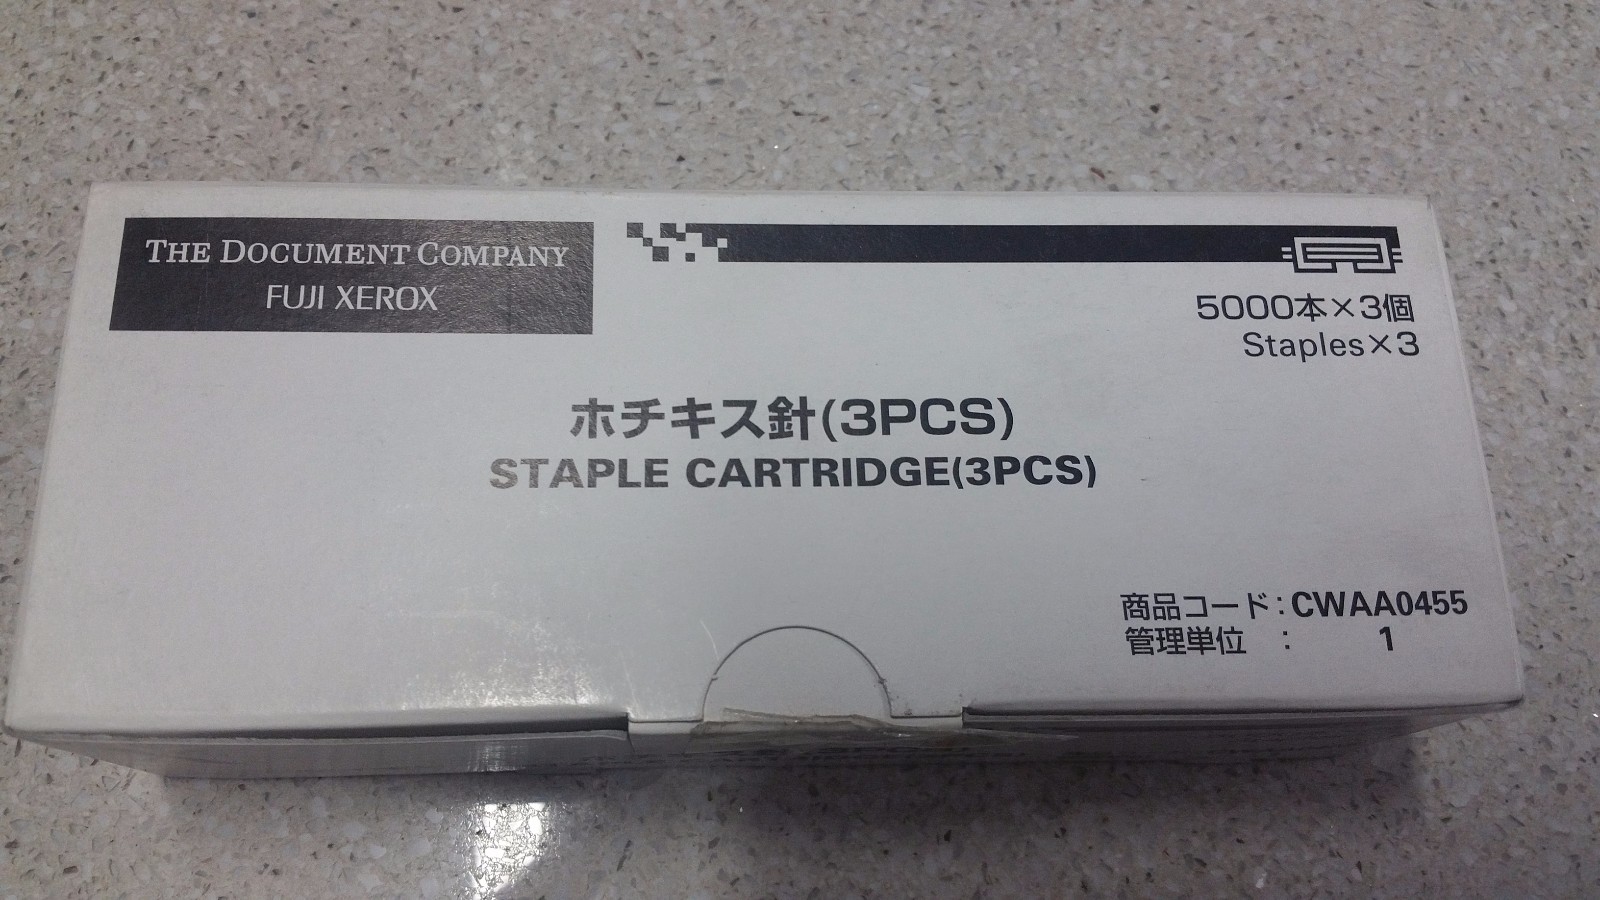 THE DOCUMENT COMPANY
FUJI XEROX
5000本×3個
Staples×3
ホチキス針(3PCS)
STAPLE CARTRIDGE(3PCS)
商品コード:CWAA0455
管理単位 : 1